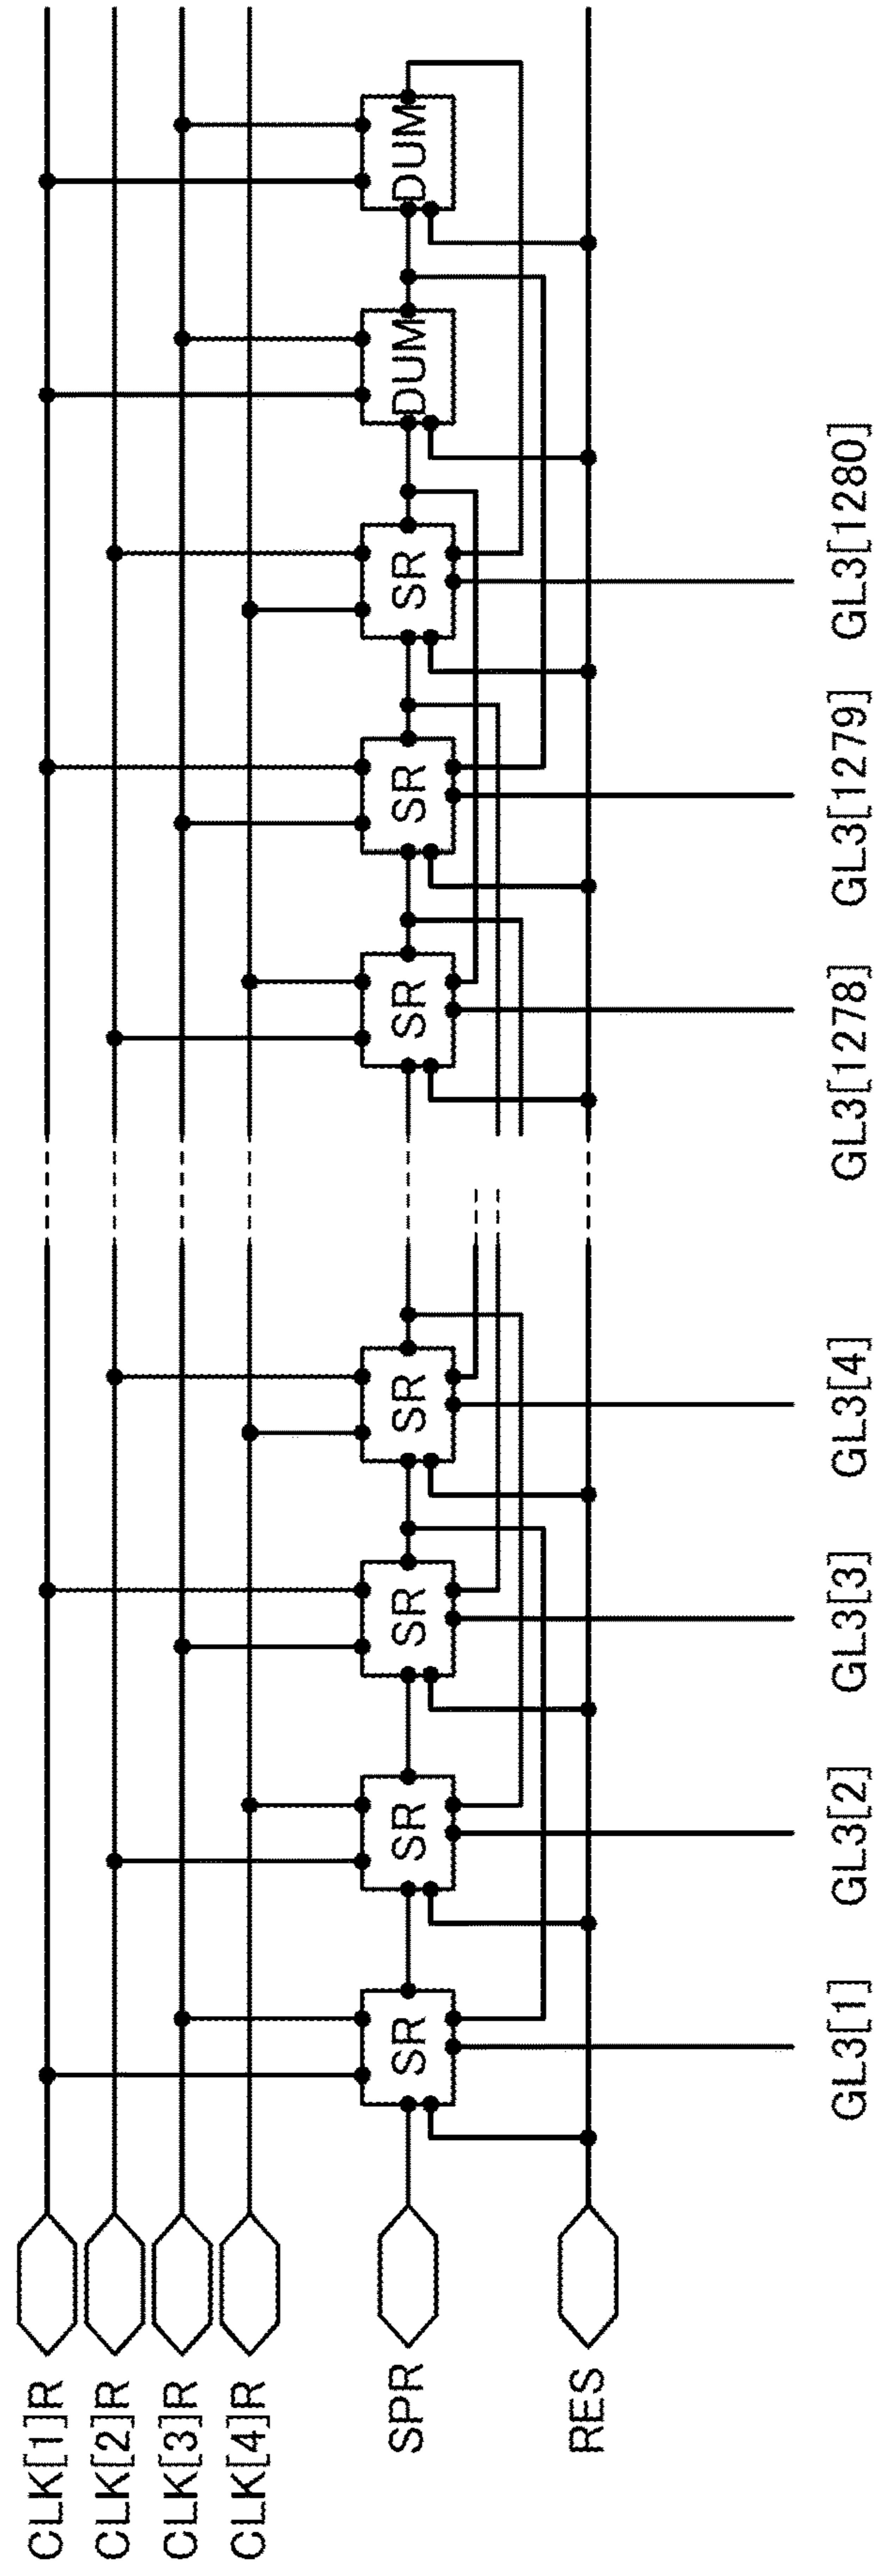 CLK[1]R
CLK[2]R
CLK[3]R
CLK[4]R
SPR
RES
SR
SR
SR
SR
SR
SR
SR
DUM
DUM
GL3[1]
GL3[2]
GL3[3]
GL3[4]
GL3[1278]
GL3[1279]
GL3[1280]